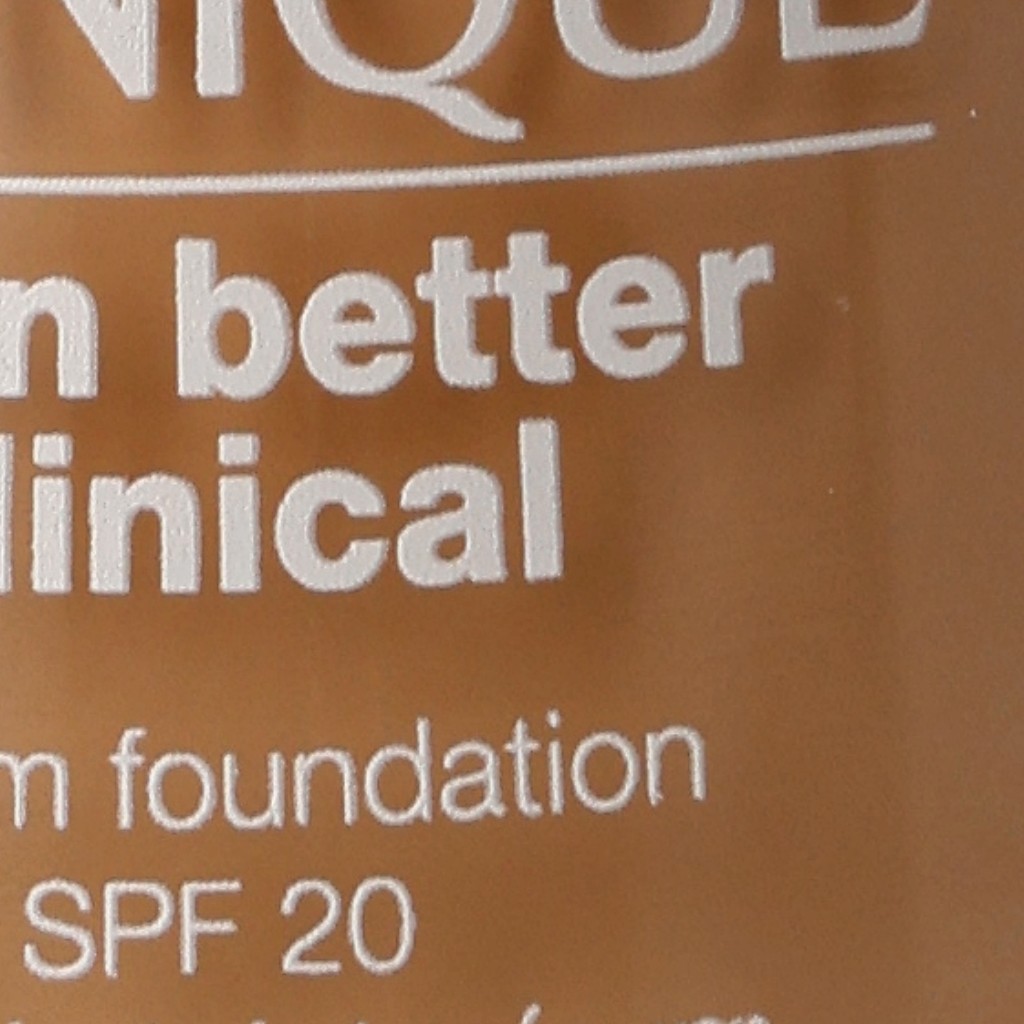 NIQUE
n better
linical
m foundation
SPF 20